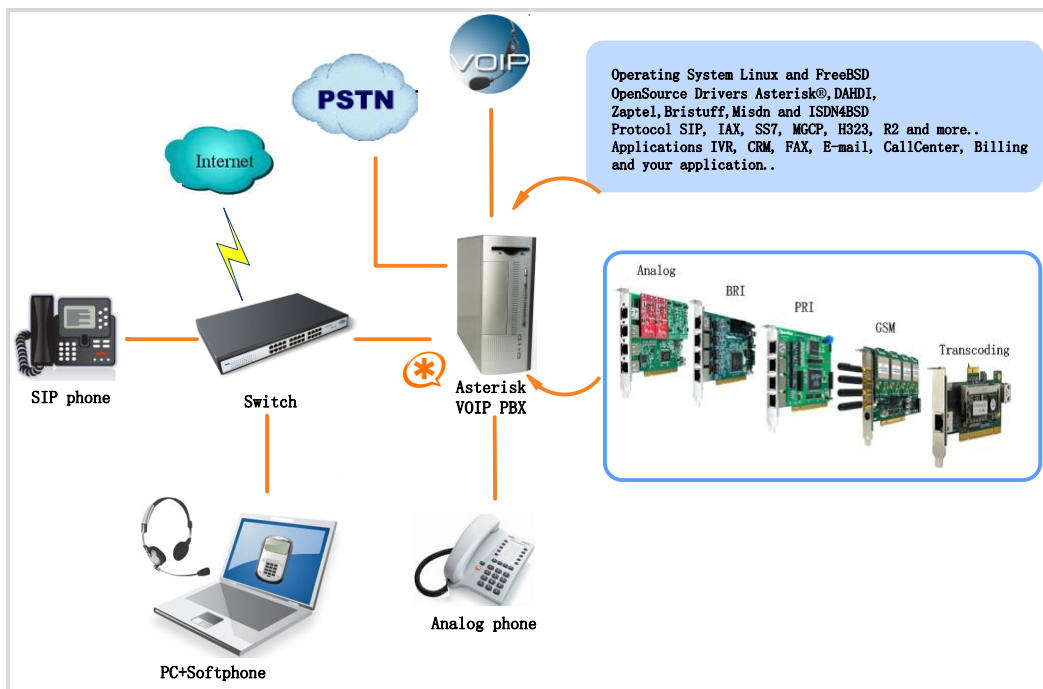 VOIP
PSTN
Internet
Operating System Linux and FreeBSD
OpenSource Drivers Asterisk®,DAHDI,
Zaptel,Bristuff,Misdn and ISDN4BSD
Protocol SIP, IAX, SS7, MGCP, H323, R2 and more..
Applications IVR, CRM, FAX, E-mail, CallCenter, Billing
and your application..
Analog
BRI
PRI
GSM
Transcoding
SIP phone
Switch
Asterisk
VOIP PBX
Analog phone
PC+Softphone